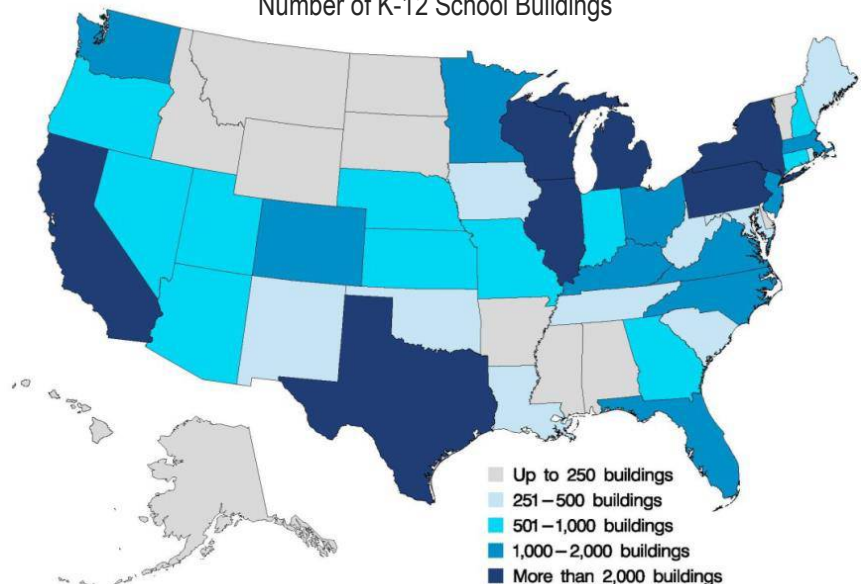 Number of K-12 School Buildings
Up to 250 buildings
251–500 buildings
501–1,000 buildings
1,000–2,000 buildings
More than 2,000 buildings